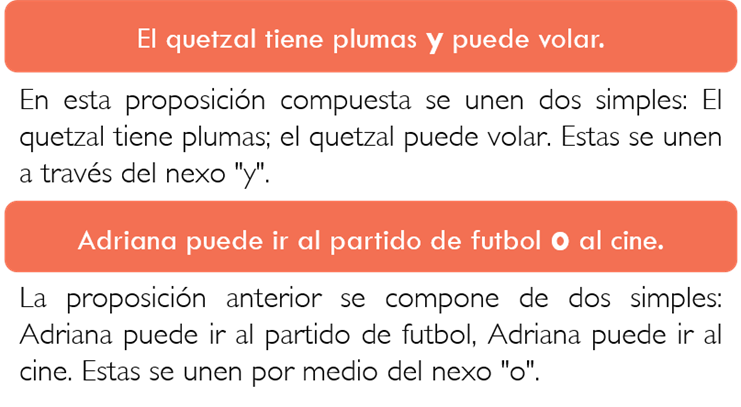 El quetzal tiene plumas y puede volar.
En esta proposición compuesta se unen dos simples: El
quetzal tiene plumas; el quetzal puede volar. Estas se unen
a través del nexo "y".
Adriana puede ir al partido de futbol o al cine.
La proposición anterior se compone de dos simples:
Adriana puede ir al partido de futbol, Adriana puede ir al
cine. Estas se unen por medio del nexo "o".